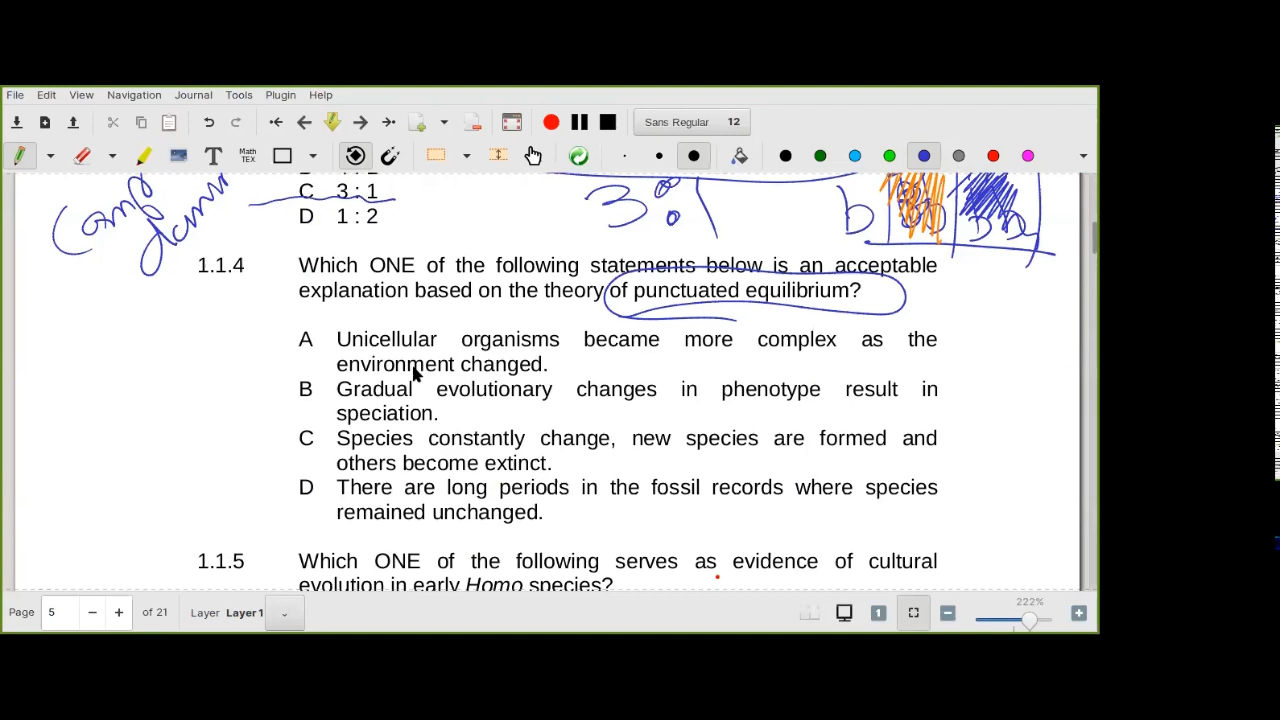 File Edit View Navigation Journal Tools Plugin Help
Sans Regular 12
Math
TEX
C 3 : 1
D 1 : 2
3 : 1
b
1.1.4 Which ONE of the following statements below is an acceptable
explanation based on the theory of punctuated equilibrium?
A Unicellular organisms became more complex as the
environment changed.
B Gradual evolutionary changes in phenotype result in
speciation.
C Species constantly change, new species are formed and
others become extinct.
D There are long periods in the fossil records where species
remained unchanged.
1.1.5 Which ONE of the following serves as evidence of cultural
evolution in early Homo species?
Page 5 of 21 Layer Layer 1 1 222%